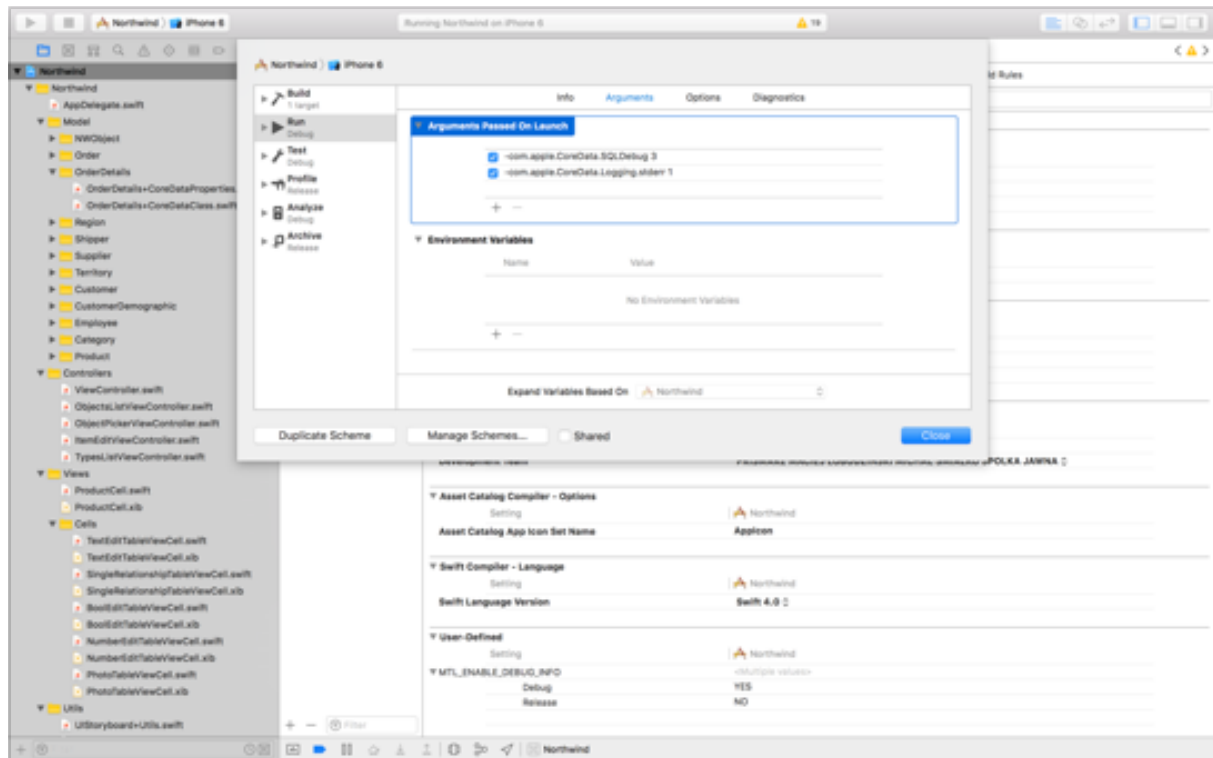 Northwind ⟩ iPhone 6
Running Northwind on iPhone 6
19
Northwind
Northwind
AppDelegate.swift
Model
NWObject
Order
OrderDetails
OrderDetails+CoreDataProperties.
OrderDetails+CoreDataClass.swift
Region
Shipper
Supplier
Territory
Customer
CustomerDemographic
Employee
Category
Product
Controllers
ViewController.swift
ObjectsListViewController.swift
ObjectPickerViewController.swift
ItemEditViewController.swift
TypesListViewController.swift
Views
ProductCell.swift
ProductCell.xib
Cells
TextEditTableViewCell.swift
TextEditTableViewCell.xib
SingleRelationshipTableViewCell.swift
SingleRelationshipTableViewCell.xib
BoolEditTableViewCell.swift
BoolEditTableViewCell.xib
NumberEditTableViewCell.swift
NumberEditTableViewCell.xib
PhotoTableViewCell.swift
PhotoTableViewCell.xib
Utils
UIStoryboard+Utils.swift
Northwind ⟩ iPhone 6
Build
1 target
Run
Debug
Test
Debug
Profile
Release
Analyze
Debug
Archive
Release
Info Arguments Options Diagnostics
Arguments Passed On Launch
-com.apple.CoreData.SQLDebug 3
-com.apple.CoreData.Logging.stderr 1
Environment Variables
Name Value
No Environment Variables
Expand Variables Based On Northwind
Duplicate Scheme Manage Schemes... Shared Close
Rules
Development Team
SPOLKA JAWNA
Asset Catalog Compiler - Options
Setting Northwind
Asset Catalog App Icon Set Name AppIcon
Swift Compiler - Language
Setting Northwind
Swift Language Version Swift 4.0
User-Defined
Setting Northwind
MTL_ENABLE_DEBUG_INFO <Multiple values>
Debug YES
Release NO
Filter
Northwind